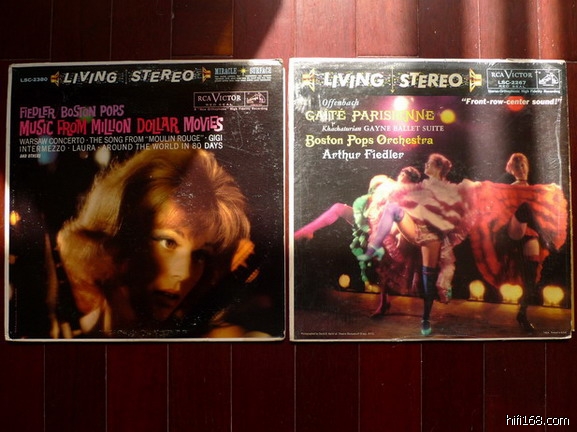 LSC-2380
LIVING STEREO
MIRACLE SURFACE
RCA VICTOR
FIEDLER BOSTON POPS
MUSIC FROM MILLION DOLLAR MOVIES
WARSAW CONCERTO · THE SONG FROM "MOULIN ROUGE" · GIGI
INTERMEZZO · LAURA · AROUND THE WORLD IN 80 DAYS
AND OTHERS
LIVING STEREO
RCA VICTOR
LSC-2267
"Front-row-center sound!"
Offenbach
GAÎTÉ PARISIENNE
Khachaturian GAYNE BALLET SUITE
Boston Pops Orchestra
Arthur Fiedler
hifi168.com